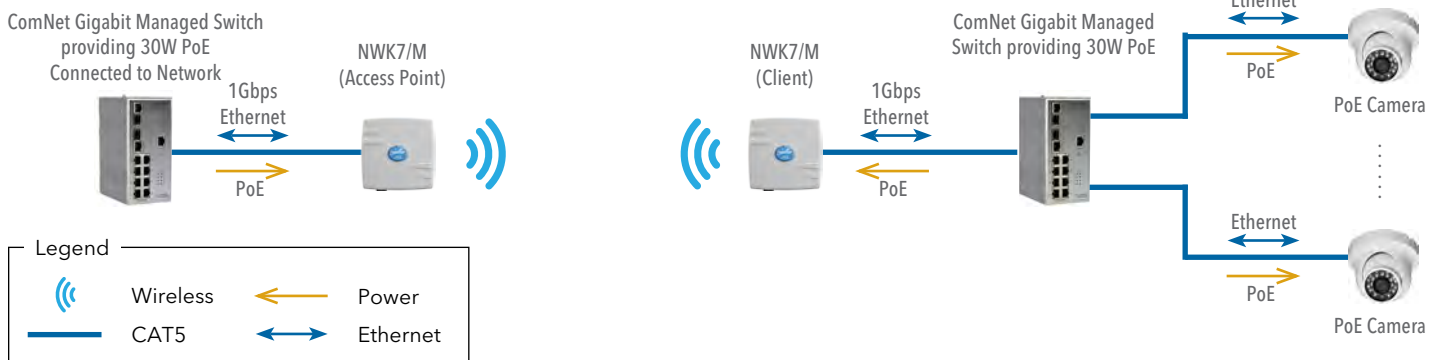 ComNet Gigabit Managed Switch
providing 30W PoE
Connected to Network
NWK7/M
(Access Point)
1Gbps
Ethernet
PoE
NWK7/M
(Client)
1Gbps
Ethernet
PoE
ComNet Gigabit Managed
Switch providing 30W PoE
Ethernet
PoE
PoE Camera
Ethernet
PoE
PoE Camera
Legend
Wireless
Power
CAT5
Ethernet